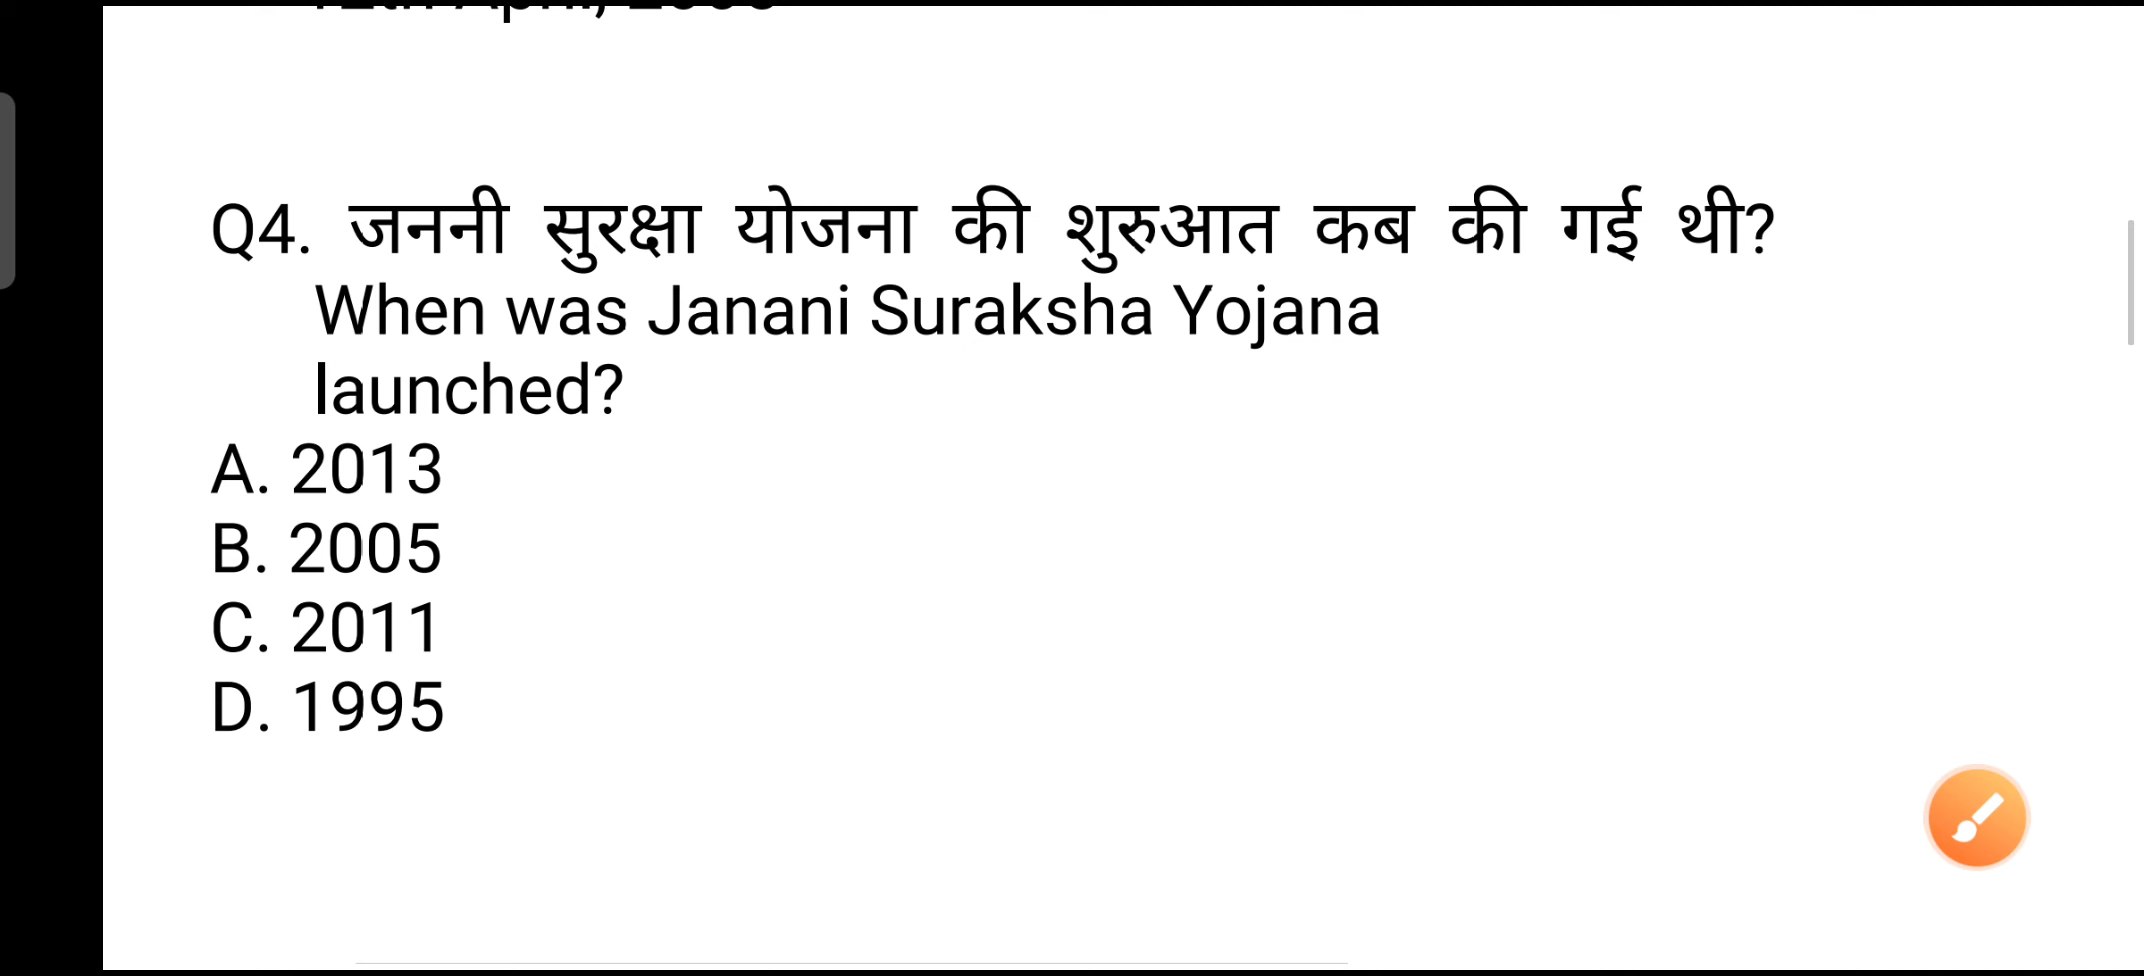 Q4. जननी सुरक्षा योजना की शुरुआत कब की गई थी?
When was Janani Suraksha Yojana
launched?
A. 2013
B. 2005
C. 2011
D. 1995